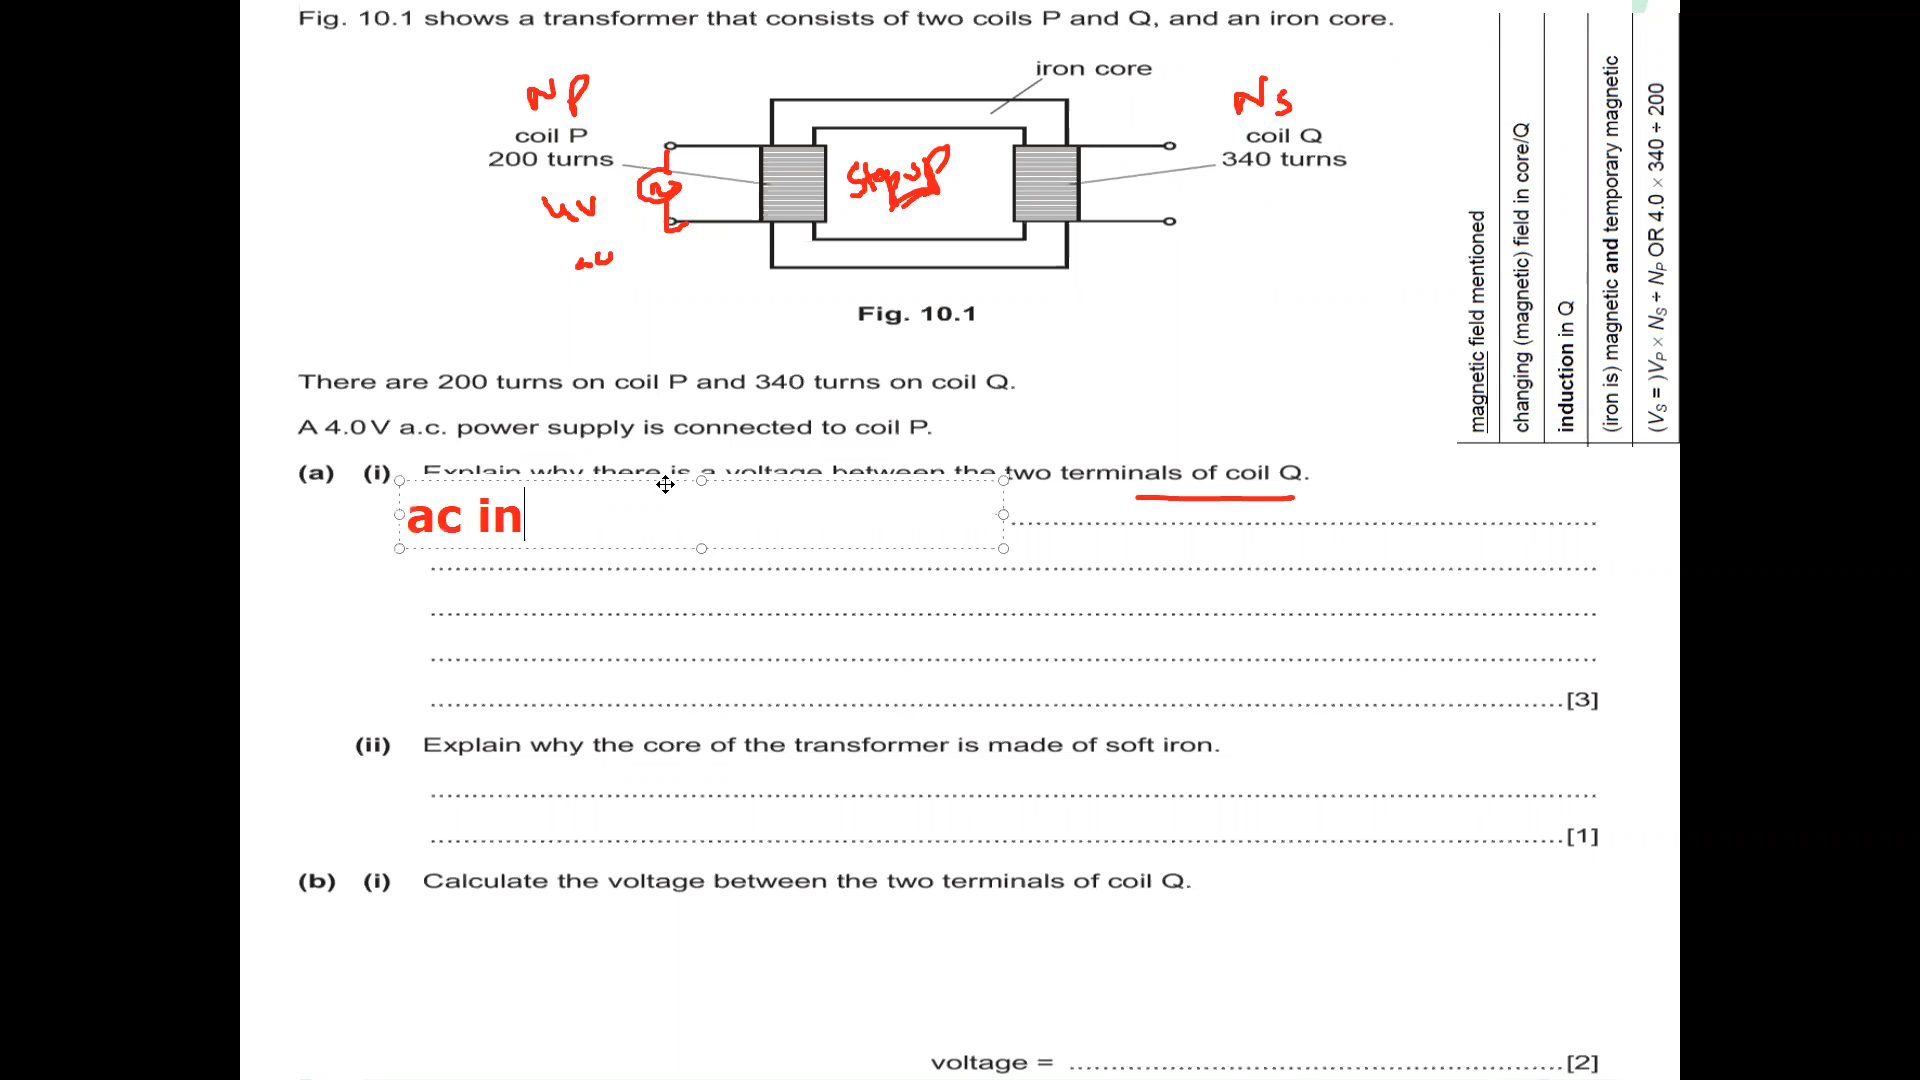 Fig. 10.1 shows a transformer that consists of two coils P and Q, and an iron core.
iron core
NP
Ns
coil P
200 turns
coil Q
340 turns
Step up
4V
Fig. 10.1
There are 200 turns on coil P and 340 turns on coil Q.
A 4.0 V a.c. power supply is connected to coil P.
(a) (i) Explain why there is a voltage between the two terminals of coil Q.
ac in
[3]
(ii) Explain why the core of the transformer is made of soft iron.
[1]
(b) (i) Calculate the voltage between the two terminals of coil Q.
voltage = [2]
magnetic field mentioned
changing (magnetic) field in core/Q
induction in Q
(iron is) magnetic and temporary magnetic
(VS = )VP × NS ÷ NP OR 4.0 × 340 ÷ 200